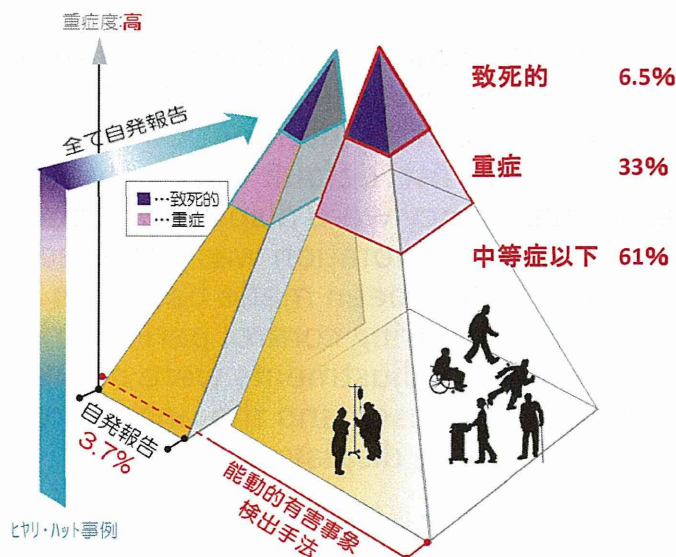 重症度:高
全て自発報告
■…致死的
■…重症
致死的 6.5%
重症 33%
中等症以下 61%
自発報告
3.7%
能動的有害事象
検出手法
ヒヤリ・ハット事例